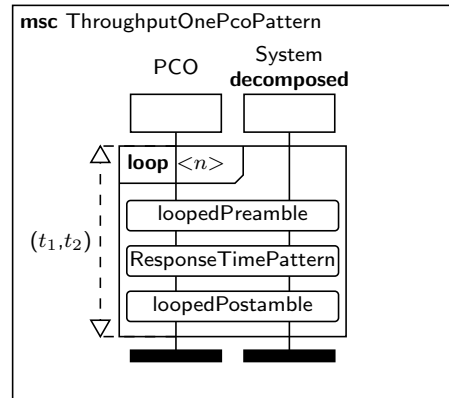 msc ThroughputOnePcoPattern
PCO
System
decomposed
loop <n>
loopedPreamble
(t₁,t₂)
ResponseTimePattern
loopedPostamble